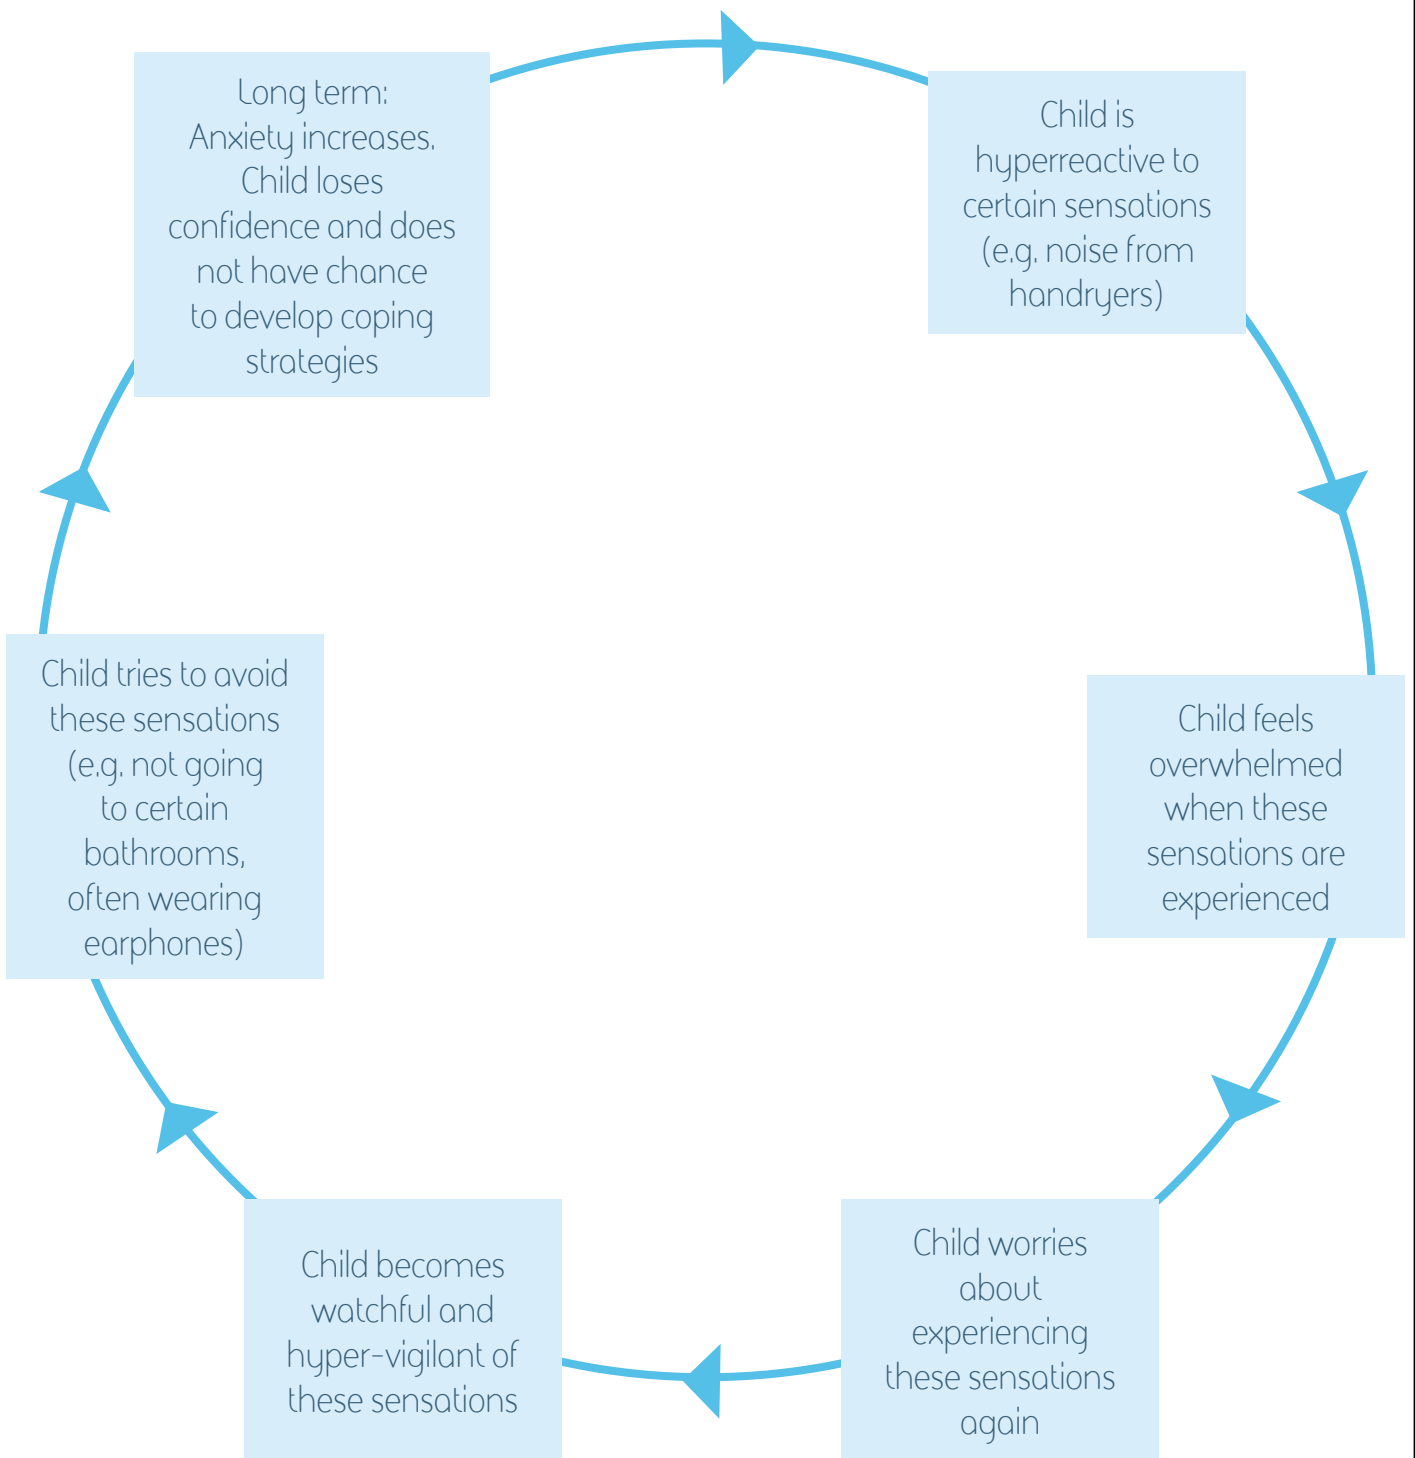 Long term:
Anxiety increases.
Child loses
confidence and does
not have chance
to develop coping
strategies
Child is
hyperreactive to
certain sensations
(e.g. noise from
handryers)
Child feels
overwhelmed
when these
sensations are
experienced
Child worries
about
experiencing
these sensations
again
Child becomes
watchful and
hyper-vigilant of
these sensations
Child tries to avoid
these sensations
(e.g. not going
to certain
bathrooms,
often wearing
earphones)